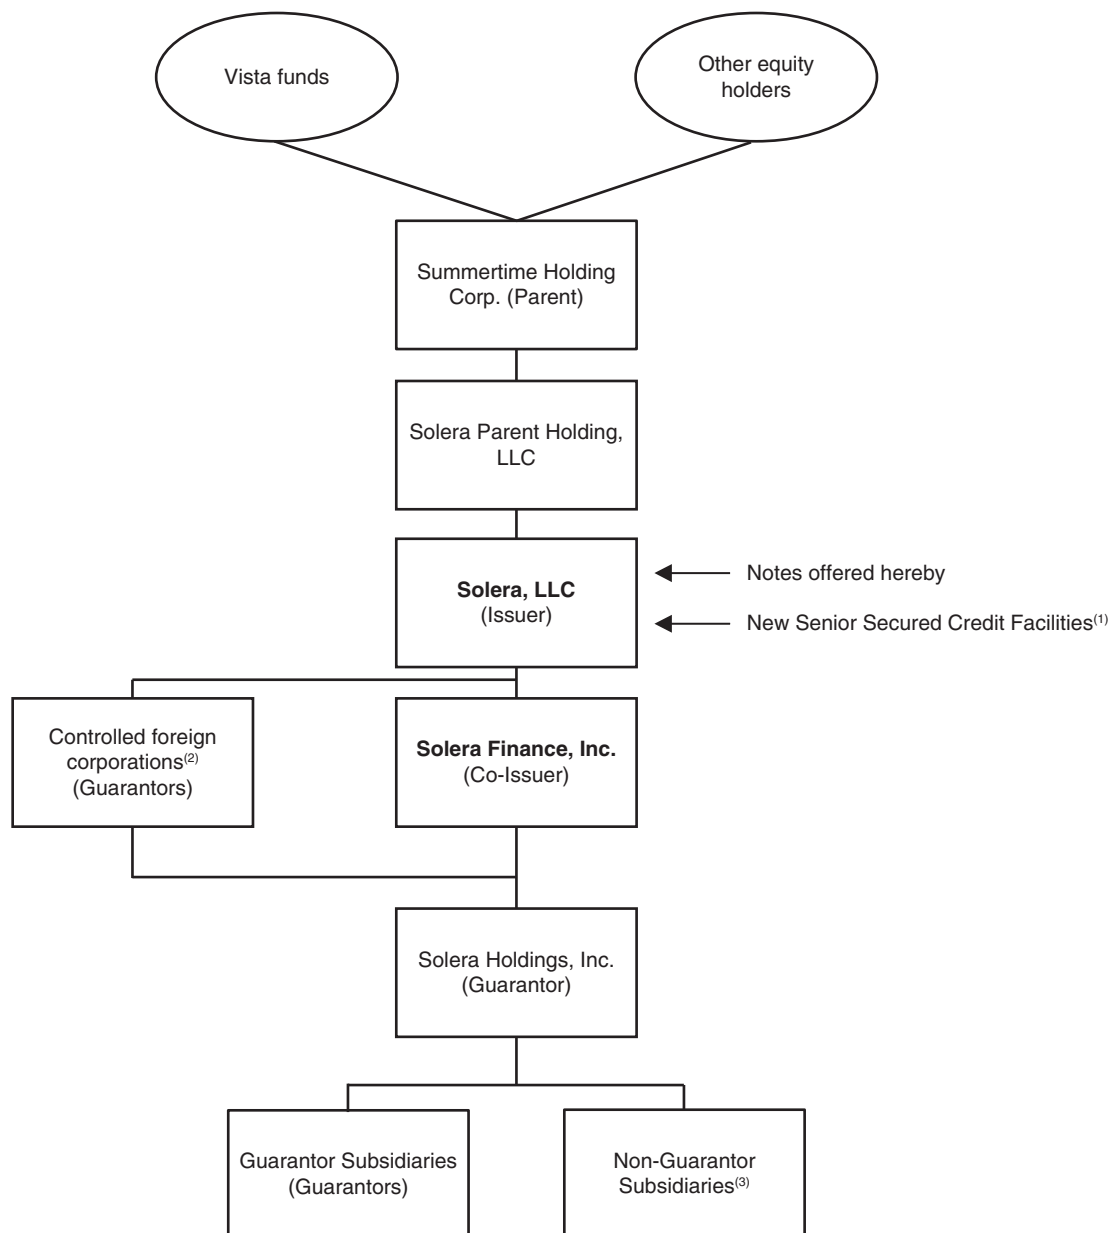 Vista funds
Other equity
holders
Summertime Holding
Corp. (Parent)
Solera Parent Holding,
LLC
Solera, LLC
(Issuer)
Notes offered hereby
New Senior Secured Credit Facilities(1)
Controlled foreign
corporations(2)
(Guarantors)
Solera Finance, Inc.
(Co-Issuer)
Solera Holdings, Inc.
(Guarantor)
Guarantor Subsidiaries
(Guarantors)
Non-Guarantor
Subsidiaries(3)